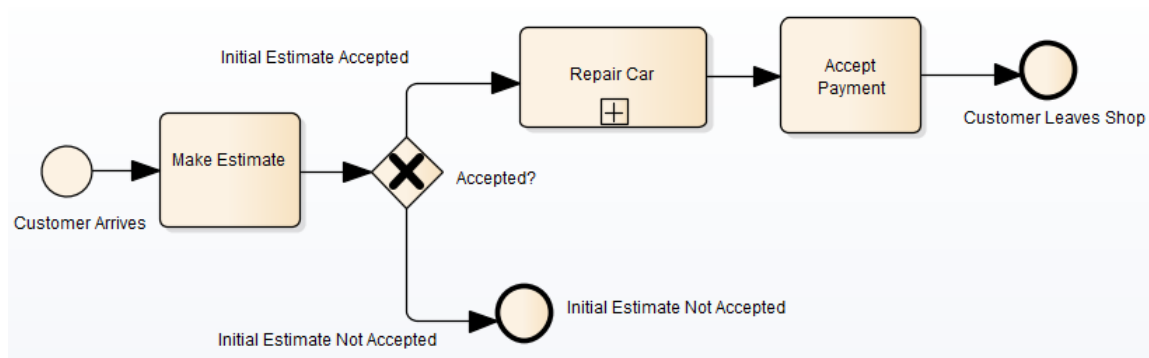 Initial Estimate Accepted
Repair Car
Accept
Payment
Customer Leaves Shop
Make Estimate
Accepted?
Customer Arrives
Initial Estimate Not Accepted
Initial Estimate Not Accepted